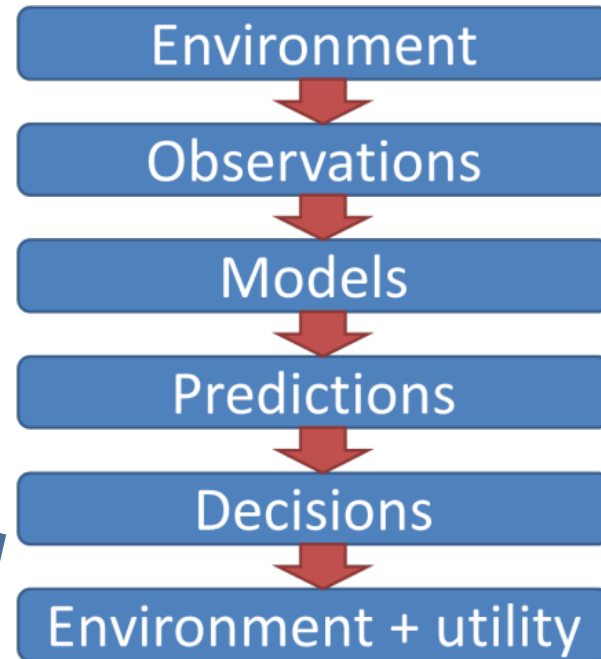 Environment
Observations
Models
Predictions
Decisions
Environment + utility